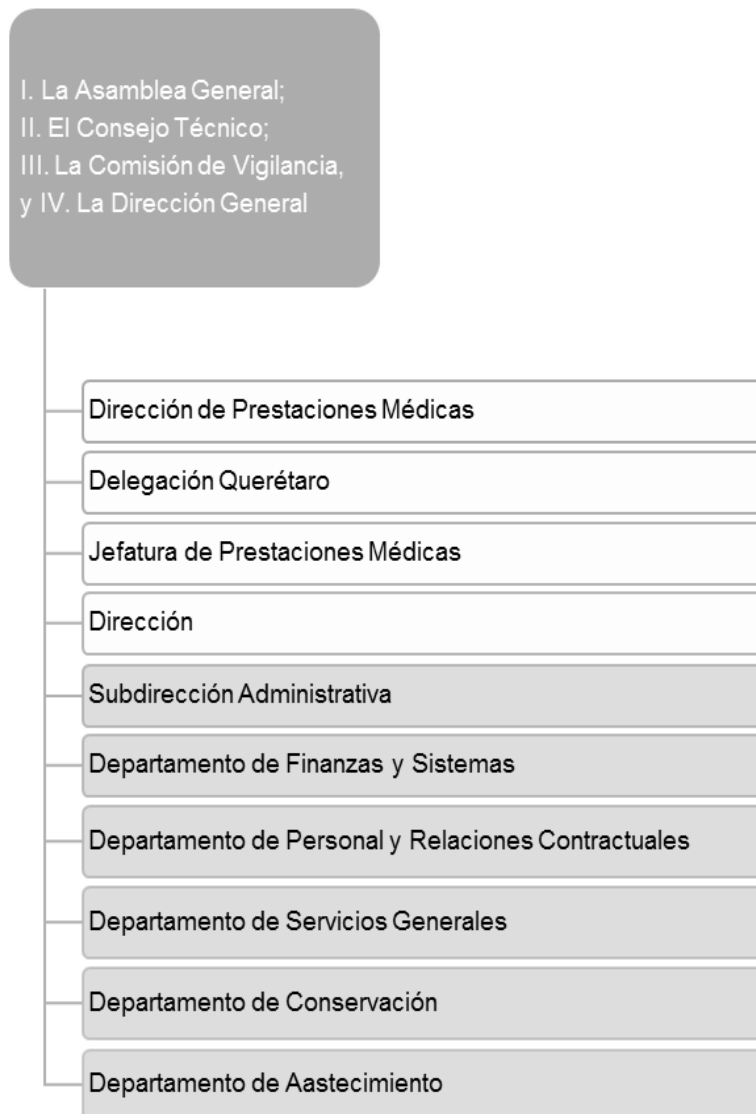 I. La Asamblea General;
II. El Consejo Técnico;
III. La Comisión de Vigilancia,
y IV. La Dirección General
Dirección de Prestaciones Médicas
Delegación Querétaro
Jefatura de Prestaciones Médicas
Dirección
Subdirección Administrativa
Departamento de Finanzas y Sistemas
Departamento de Personal y Relaciones Contractuales
Departamento de Servicios Generales
Departamento de Conservación
Departamento de Aastecimiento